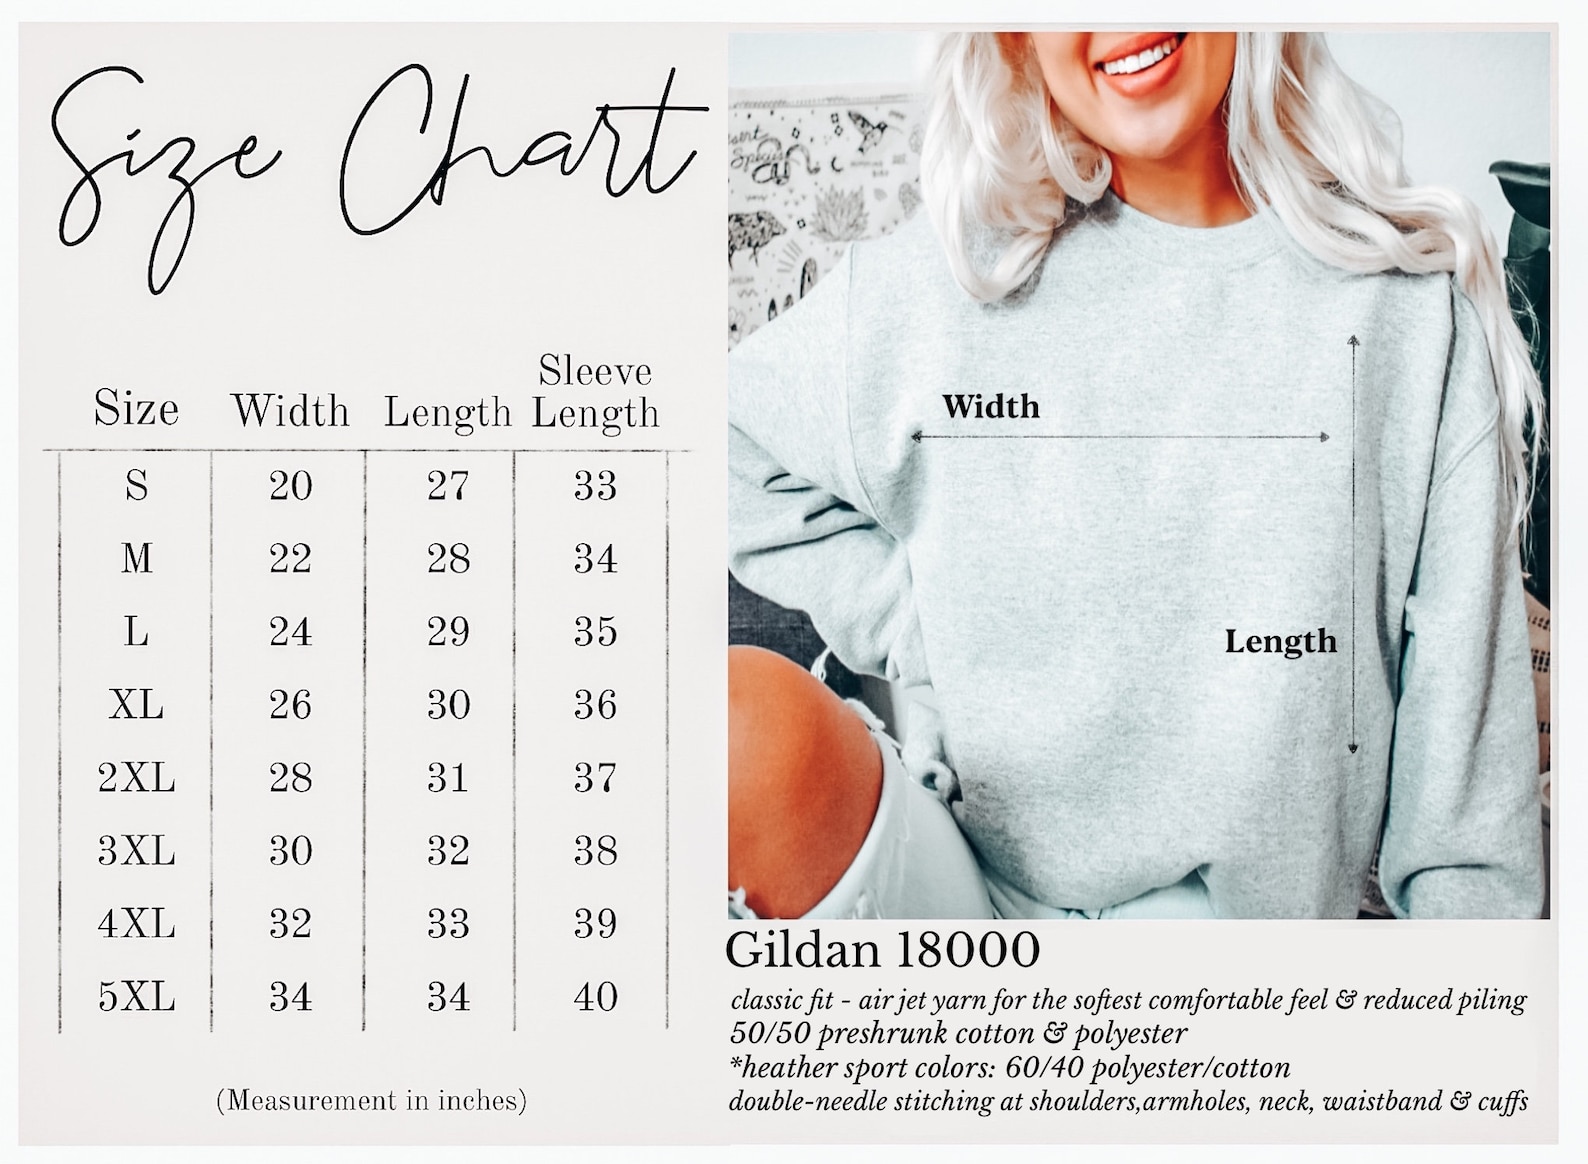 Size Chart
Size Width Length Sleeve Length
S 20 27 33
M 22 28 34
L 24 29 35
XL 26 30 36
2XL 28 31 37
3XL 30 32 38
4XL 32 33 39
5XL 34 34 40
(Measurement in inches)
Width
Length
Gildan 18000
classic fit - air jet yarn for the softest comfortable feel & reduced piling
50/50 preshrunk cotton & polyester
*heather sport colors: 60/40 polyester/cotton
double-needle stitching at shoulders,armholes, neck, waistband & cuffs